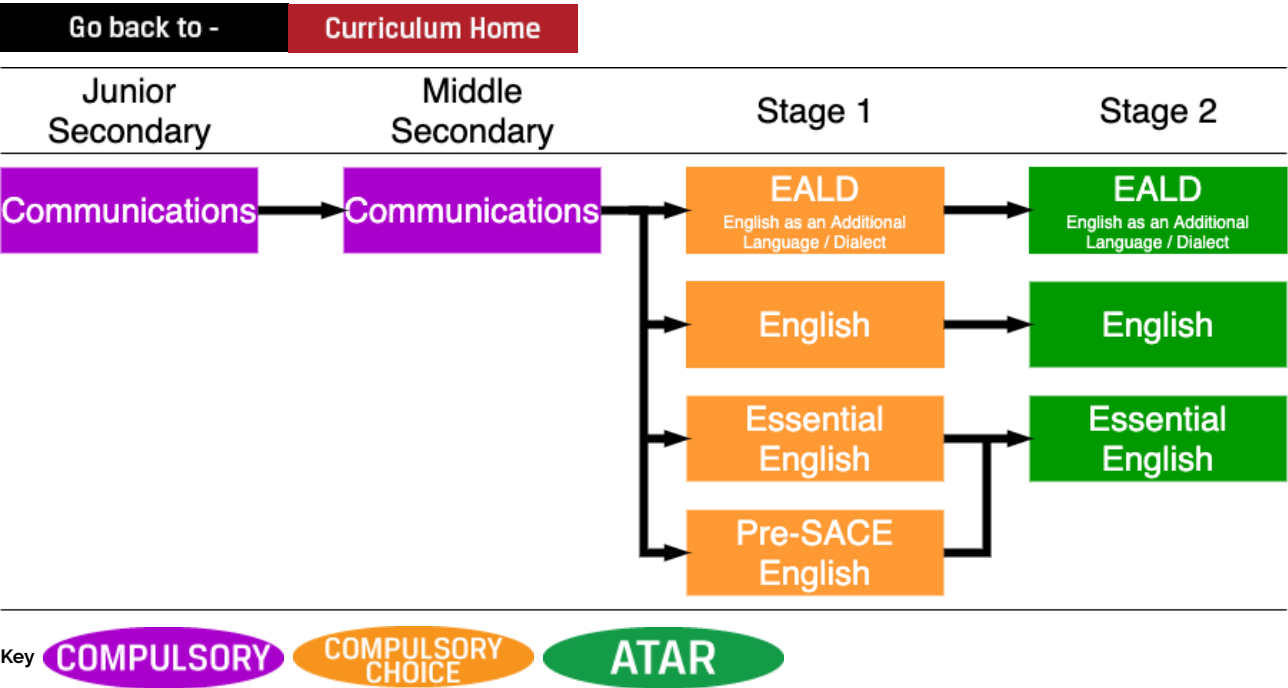 Go back to -
Curriculum Home
Junior
Secondary
Middle
Secondary
Stage 1
Stage 2
Communications
Communications
EALD
English as an Additional
Language / Dialect
EALD
English as an Additional
Language / Dialect
English
English
Essential
English
Essential
English
Pre-SACE
English
Key
COMPULSORY
COMPULSORY
CHOICE
ATAR